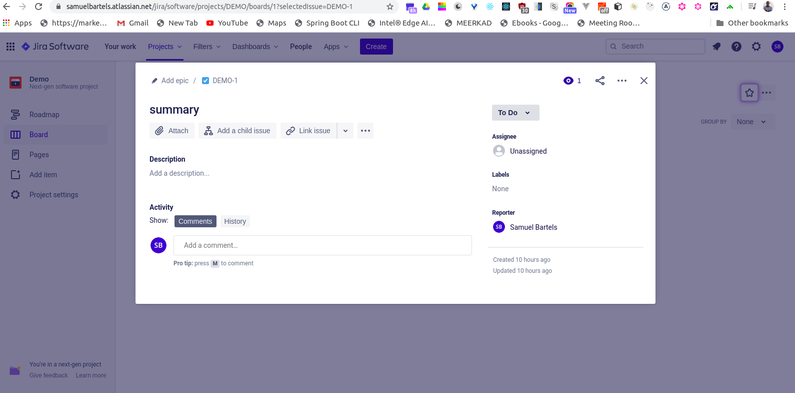 samuelbartels.atlassian.net/jira/software/projects/DEMO/boards/1?selectedIssue=DEMO-1
Apps https://marke... Gmail New Tab YouTube Maps Spring Boot CLI Intel® Edge AI... MEERKAD Ebooks - Goog... Meeting Roo... Other bookmarks
Jira Software Your work Projects Filters Dashboards People Apps Create Search SB
Demo
Next-gen software project
Roadmap
Board
Pages
Add item
Project settings
You're in a next-gen project
Give feedback Learn more
GROUP BY None
Add epic / DEMO-1 1
summary
Attach Add a child issue Link issue
Description
Add a description...
Activity
Show: Comments History
SB Add a comment...
Pro tip: press M to comment
To Do
Assignee
Unassigned
Labels
None
Reporter
SB Samuel Bartels
Created 10 hours ago
Updated 10 hours ago